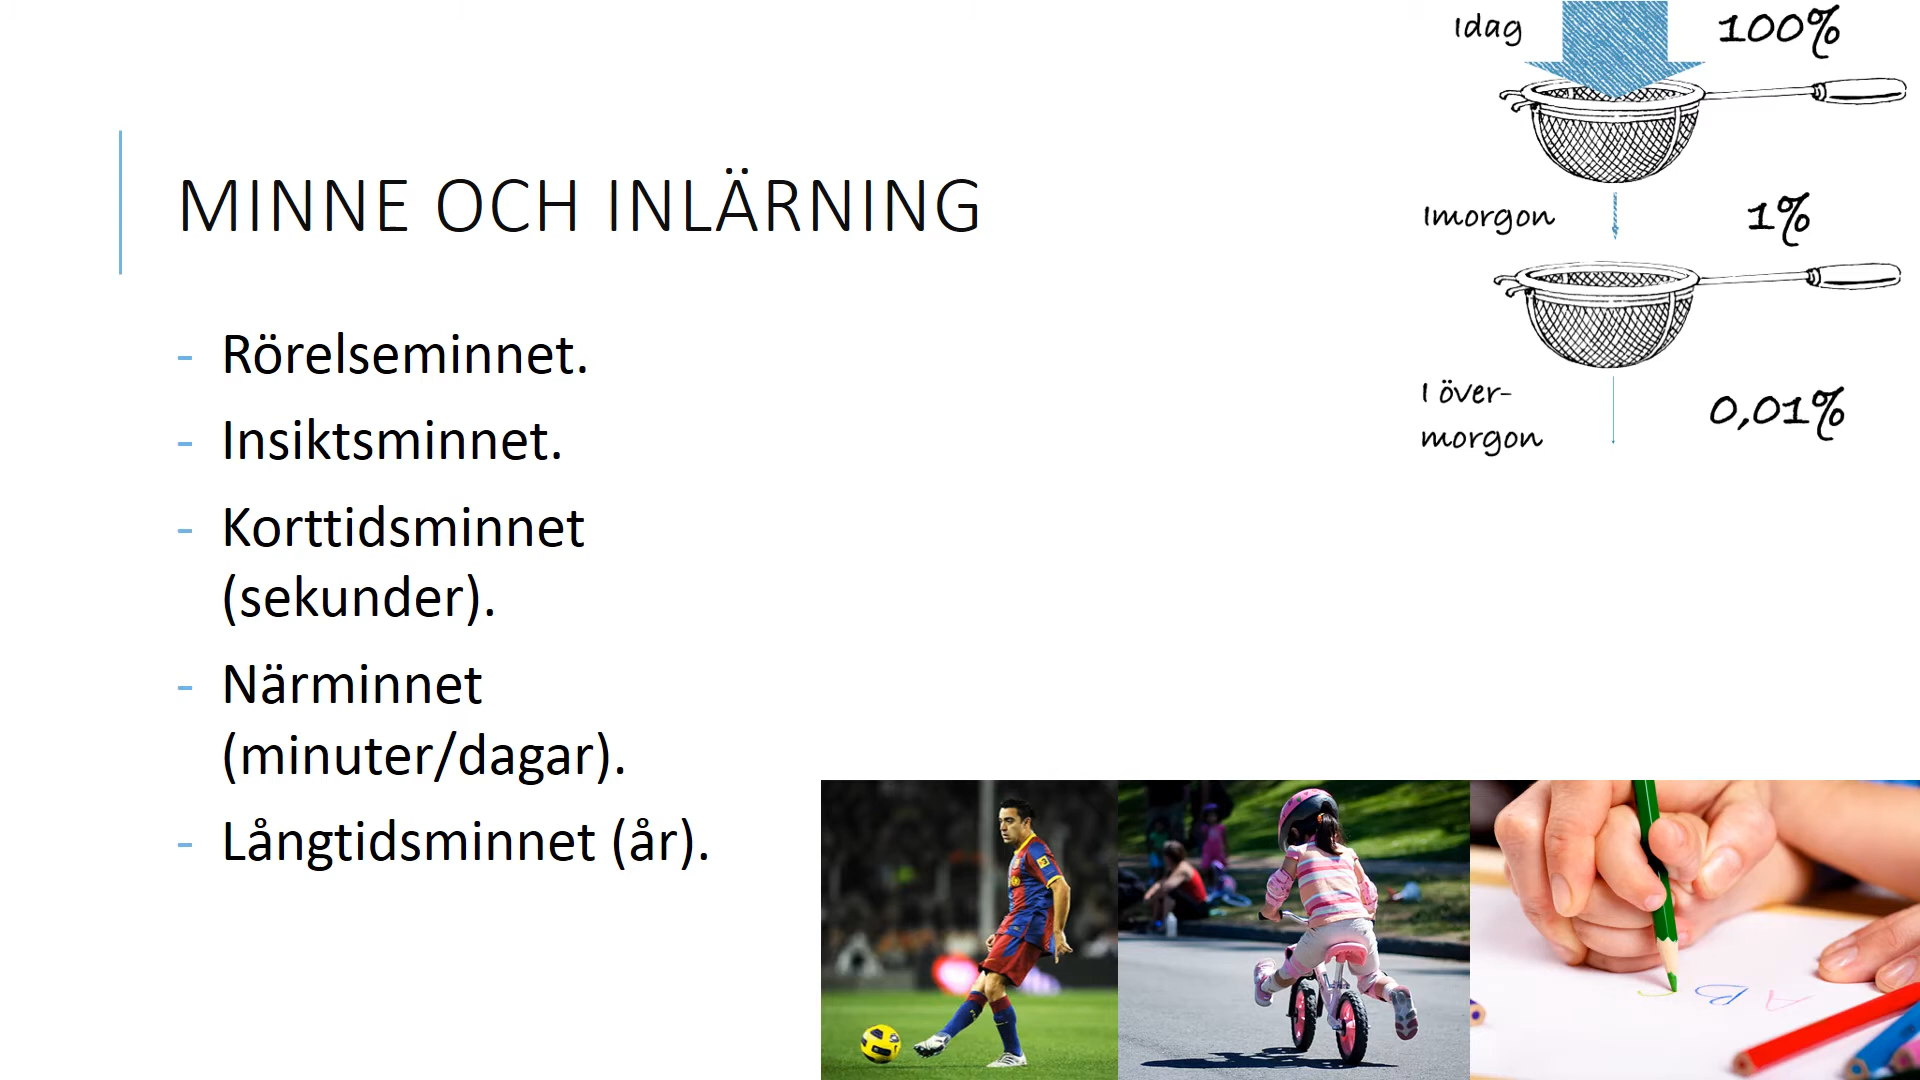 MINNE OCH INLÄRNING
- Rörelseminnet.
- Insiktsminnet.
- Korttidsminnet
(sekunder).
- Närminnet
(minuter/dagar).
- Långtidsminnet (år).
Idag 100%
Imorgon 1%
I över-
morgon 0,01%
A B C